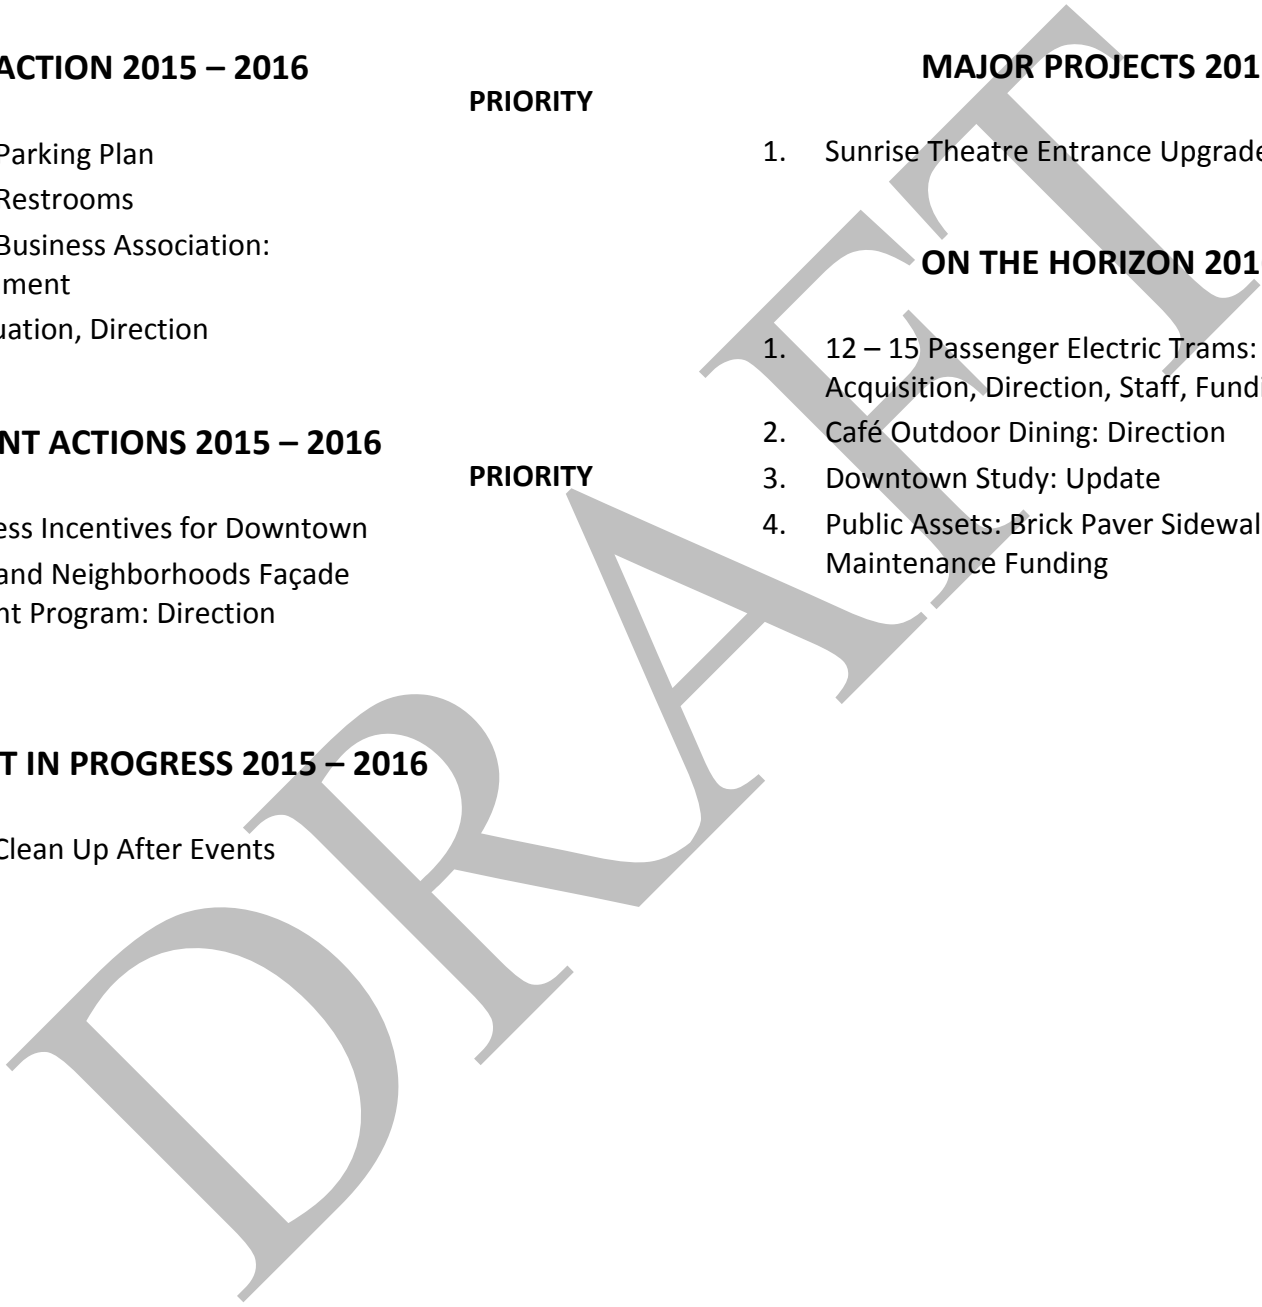 ACTION 2015 – 2016
PRIORITY
Parking Plan
Restrooms
Business Association:
ment
uation, Direction
NT ACTIONS 2015 – 2016
PRIORITY
ess Incentives for Downtown
and Neighborhoods Façade
nt Program: Direction
T IN PROGRESS 2015 – 2016
Clean Up After Events
MAJOR PROJECTS 201
1. Sunrise Theatre Entrance Upgrade
ON THE HORIZON 201
1. 12 – 15 Passenger Electric Trams:
Acquisition, Direction, Staff, Fundi
2. Café Outdoor Dining: Direction
3. Downtown Study: Update
4. Public Assets: Brick Paver Sidewal
Maintenance Funding
DRAFT